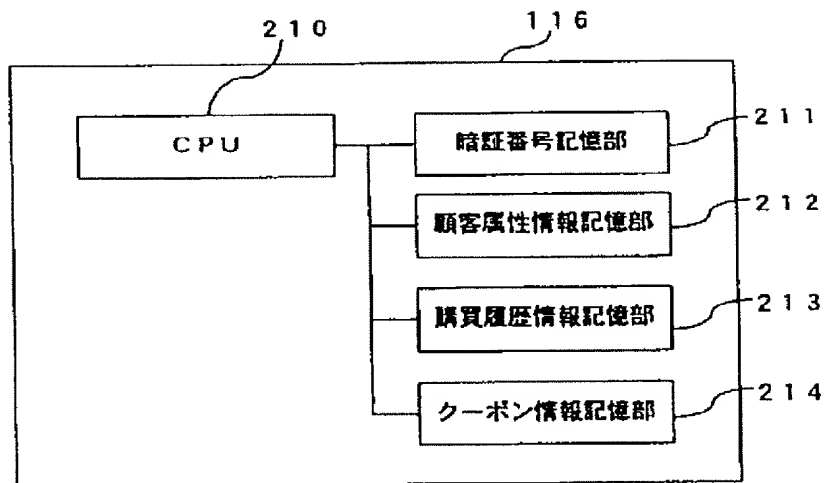 ２１０
１１６
ＣＰＵ
暗証番号記憶部
２１１
顧客属性情報記憶部
２１２
購買履歴情報記憶部
２１３
クーポン情報記憶部
２１４